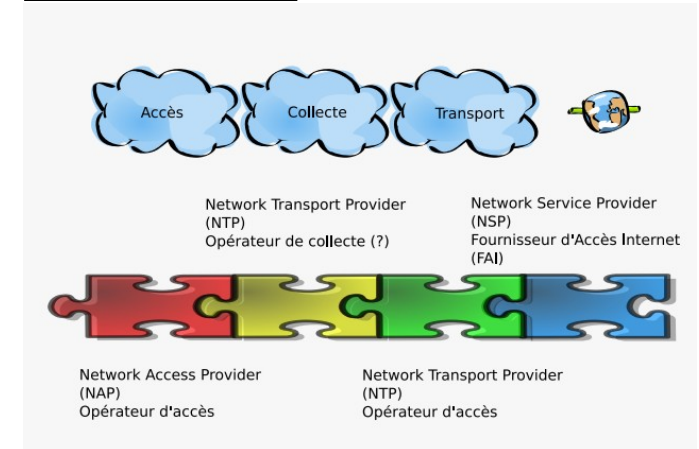 Accès
Collecte
Transport
Network Transport Provider
(NTP)
Opérateur de collecte (?)
Network Service Provider
(NSP)
Fournisseur d'Accès Internet
(FAI)
Network Access Provider
(NAP)
Opérateur d'accès
Network Transport Provider
(NTP)
Opérateur d'accès